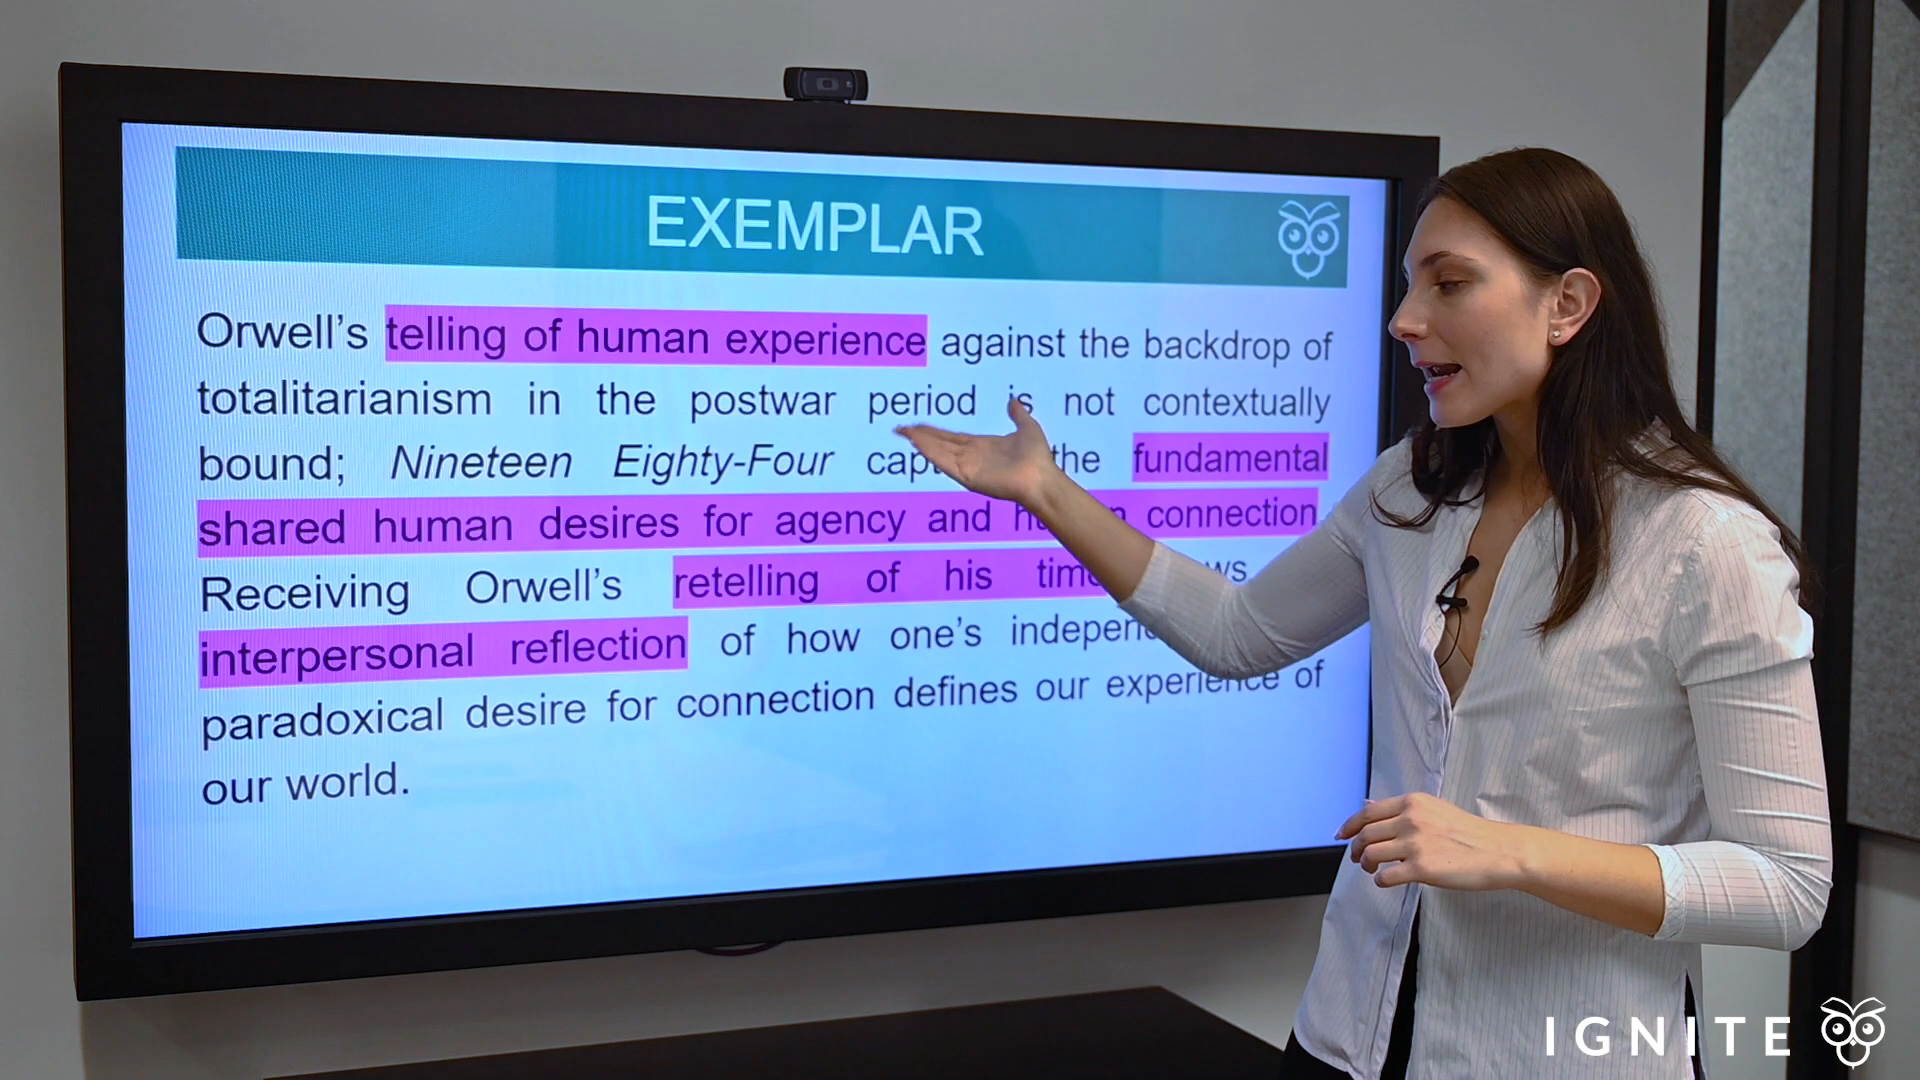 EXEMPLAR
Orwell's telling of human experience against the backdrop of
totalitarianism in the postwar period is not contextually
bound; Nineteen Eighty-Four the fundamental
shared human desires for agency and connection
Receiving Orwell's retelling of his
interpersonal reflection of how one's
paradoxical desire for connection defines our experience of
our world.
IGNITE